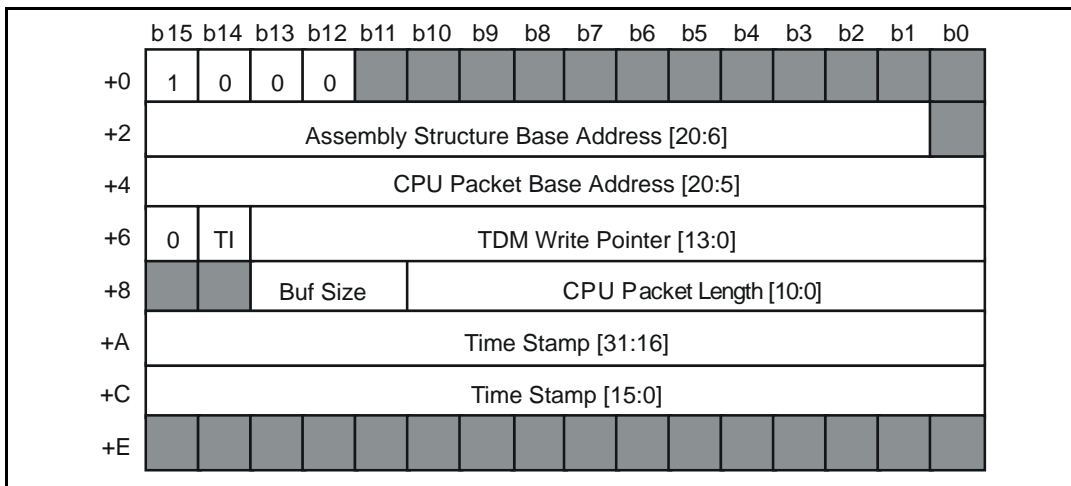 b15 b14 b13 b12 b11 b10 b9 b8 b7 b6 b5 b4 b3 b2 b1 b0
+0 1 0 0 0
+2 Assembly Structure Base Address [20:6]
+4 CPU Packet Base Address [20:5]
+6 0 TI TDM Write Pointer [13:0]
+8 Buf Size CPU Packet Length [10:0]
+A Time Stamp [31:16]
+C Time Stamp [15:0]
+E